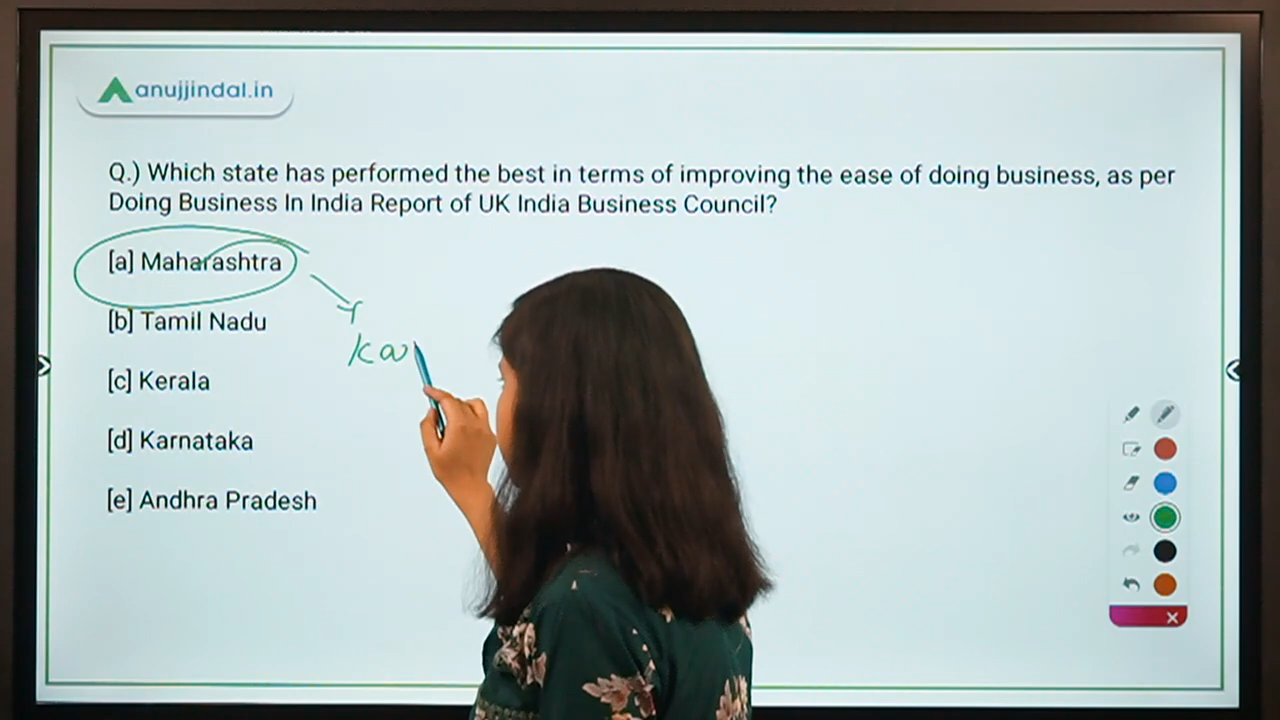 anujjindal.in
Q.) Which state has performed the best in terms of improving the ease of doing business, as per
Doing Business In India Report of UK India Business Council?
[a] Maharashtra
[b] Tamil Nadu
Ka
[c] Kerala
[d] Karnataka
[e] Andhra Pradesh